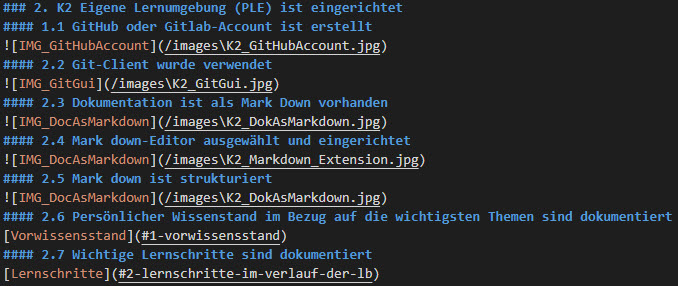 ### 2. K2 Eigene Lernumgebung (PLE) ist eingerichtet
#### 1.1 GitHub oder Gitlab-Account ist erstellt
![IMG_GitHubAccount](/images\K2_GitHubAccount.jpg)
#### 2.2 Git-Client wurde verwendet
![IMG_GitGui](/images\K2_GitGui.jpg)
#### 2.3 Dokumentation ist als Mark Down vorhanden
![IMG_DocAsMarkdown](/images\K2_DokAsMarkdown.jpg)
#### 2.4 Mark down-Editor ausgewählt und eingerichtet
![IMG_DocAsMarkdown](/images\K2_Markdown_Extension.jpg)
#### 2.5 Mark down ist strukturiert
![IMG_DocAsMarkdown](/images\K2_DokAsMarkdown.jpg)
#### 2.6 Persönlicher Wissenstand im Bezug auf die wichtigsten Themen sind dokumentiert
[Vorwissensstand](#1-vorwissensstand)
#### 2.7 Wichtige Lernschritte sind dokumentiert
[Lernschritte](#2-lernschritte-im-verlauf-der-lb)